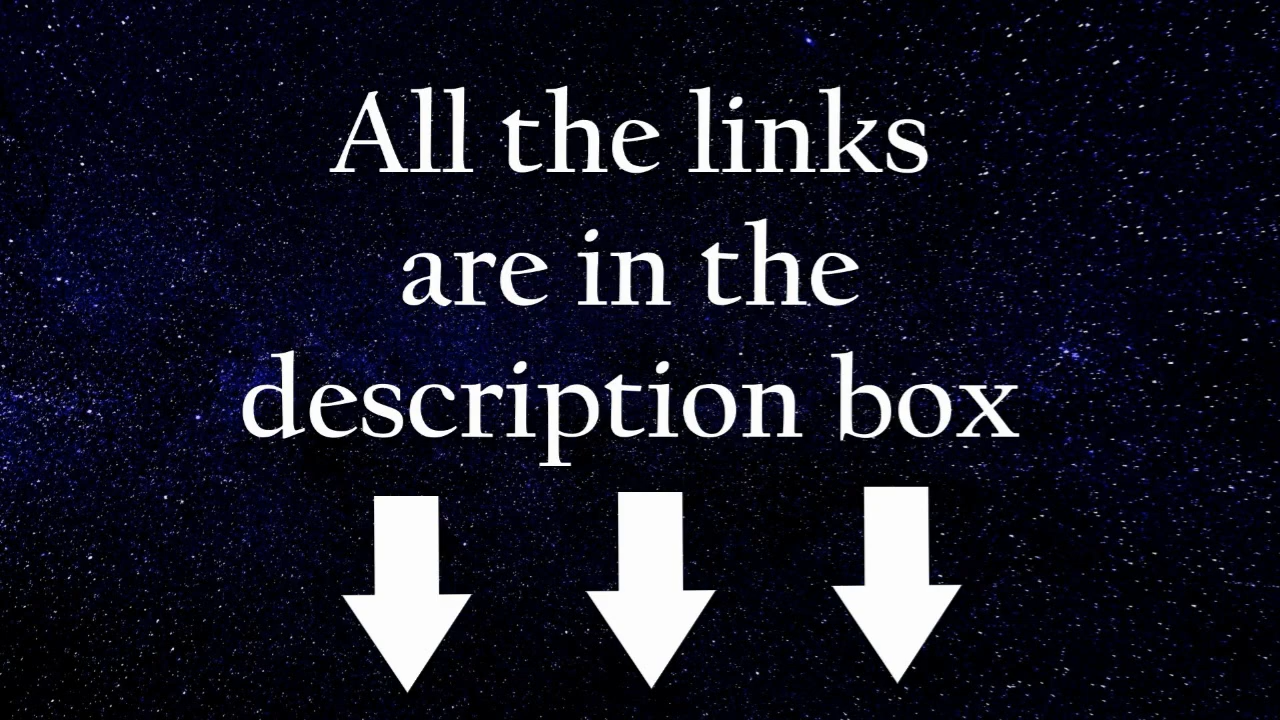 All the links
are in the
description box